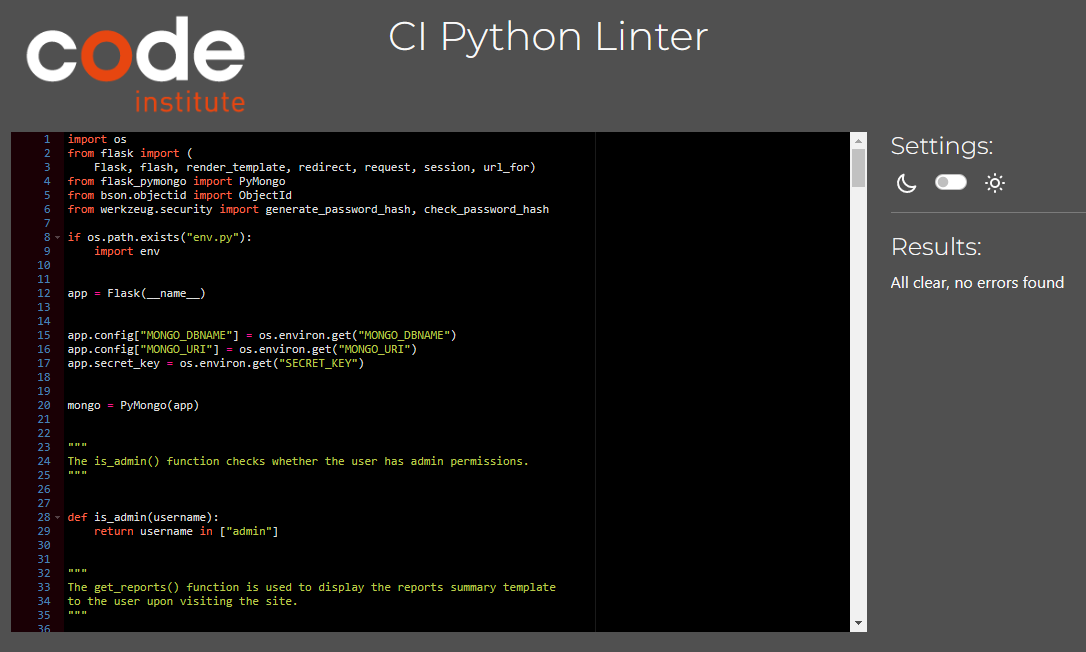 code
institute
CI Python Linter
1 import os
2 from flask import (
3     Flask, flash, render_template, redirect, request, session, url_for)
4 from flask_pymongo import PyMongo
5 from bson.objectid import ObjectId
6 from werkzeug.security import generate_password_hash, check_password_hash
7
8 if os.path.exists("env.py"):
9     import env
10
11
12 app = Flask(__name__)
13
14
15 app.config["MONGO_DBNAME"] = os.environ.get("MONGO_DBNAME")
16 app.config["MONGO_URI"] = os.environ.get("MONGO_URI")
17 app.secret_key = os.environ.get("SECRET_KEY")
18
19
20 mongo = PyMongo(app)
21
22
23 """
24 The is_admin() function checks whether the user has admin permissions.
25 """
26
27
28 def is_admin(username):
29     return username in ["admin"]
30
31
32 """
33 The get_reports() function is used to display the reports summary template
34 to the user upon visiting the site.
35 """
36
Settings:
Results:
All clear, no errors found